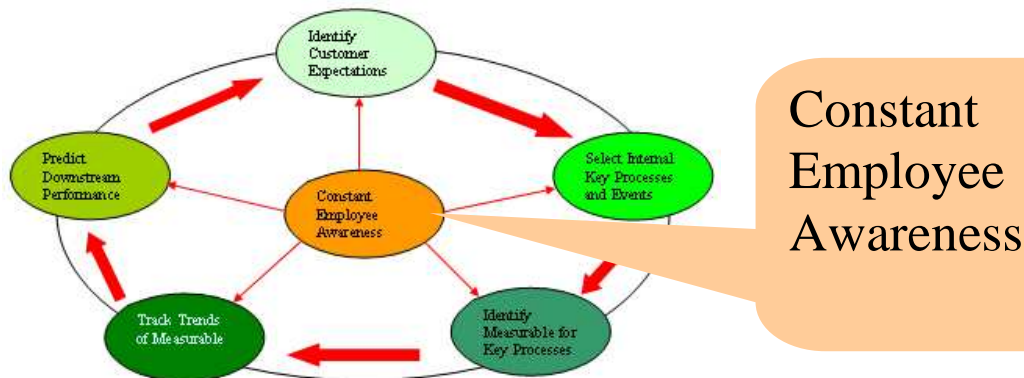 Identify
Customer
Expectations
Predict
Downstream
Performance
Constant
Employee
Awareness
Select Internal
Key Processes
and Events
Track Trends
of Measurable
Identify
Measurable for
Key Processes
Constant
Employee
Awareness